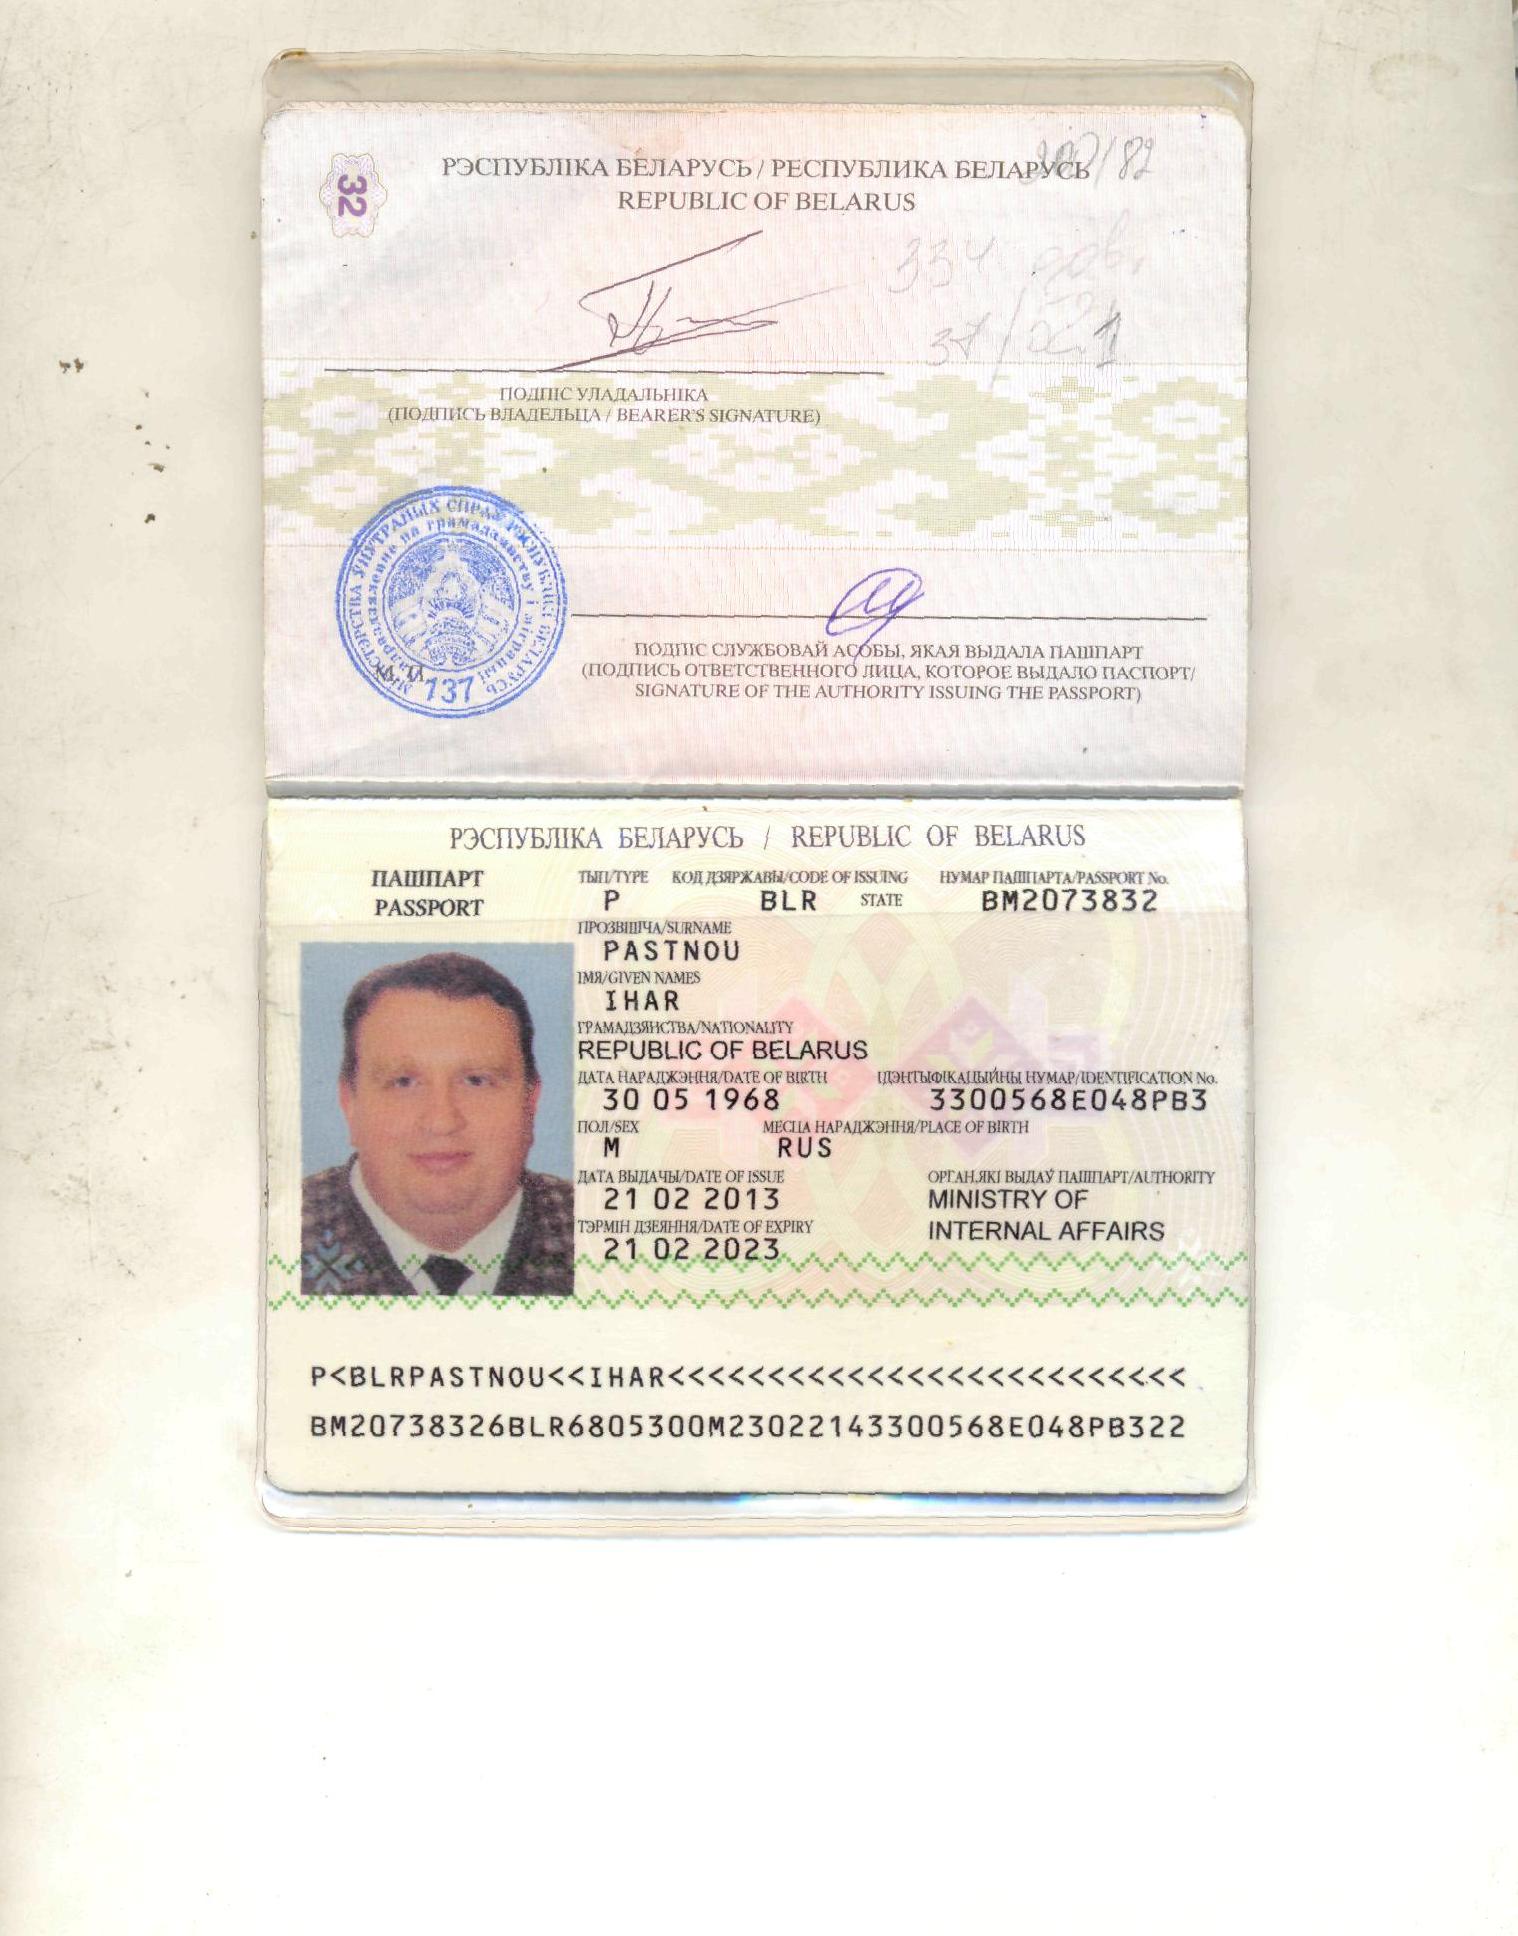 32
РЭСПУБЛІКА БЕЛАРУСЬ / РЕСПУБЛИКА БЕЛАРУСЬ
REPUBLIC OF BELARUS
/82
334
37/
1
ПОДПІС УЛАДАЛЬНІКА
(ПОДПИСЬ ВЛАДЕЛЬЦА / BEARER'S SIGNATURE)
МІНІСТЭРСТВА ЎНУТРАНЫХ СПРАЎ РЭСПУБЛІКІ БЕЛАРУСЬ
Падраздзяленне па грамадзянству і міграцыі
М.П.
137
ПОДПІС СЛУЖБОВАЙ АСОБЫ, ЯКАЯ ВЫДАЛА ПАШПАРТ
(ПОДПИСЬ ОТВЕТСТВЕННОГО ЛИЦА, КОТОРОЕ ВЫДАЛО ПАСПОРТ/
SIGNATURE OF THE AUTHORITY ISSUING THE PASSPORT)
РЭСПУБЛІКА БЕЛАРУСЬ / REPUBLIC OF BELARUS
ПАШПАРТ
PASSPORT
ТЫП/TYPE КОД ДЗЯРЖАВЫ/CODE OF ISSUING STATE НУМАР ПАШПАРТА/PASSPORT No.
P BLR BM2073832
ПРОЗВІШЧА/SURNAME
PASTNOU
ІМЯ/GIVEN NAMES
IHAR
ГРАМАДЗЯНСТВА/NATIONALITY
REPUBLIC OF BELARUS
ДАТА НАРАДЖЭННЯ/DATE OF BIRTH ІДЭНТЫФІКАЦЫЙНЫ НУМАР/IDENTIFICATION No.
30 05 1968 3300568E048PB3
ПОЛ/SEX МЕСЦА НАРАДЖЭННЯ/PLACE OF BIRTH
M RUS
ДАТА ВЫДАЧЫ/DATE OF ISSUE ОРГАН,ЯКІ ВЫДАЎ ПАШПАРТ/AUTHORITY
21 02 2013 MINISTRY OF
ТЭРМІН ДЗЕЯННЯ/DATE OF EXPIRY INTERNAL AFFAIRS
21 02 2023
P<BLRPASTNOU<<IHAR<<<<<<<<<<<<<<<<<<<<<<<<<<
BM20738326BLR6805300M23022143300568E048PB322